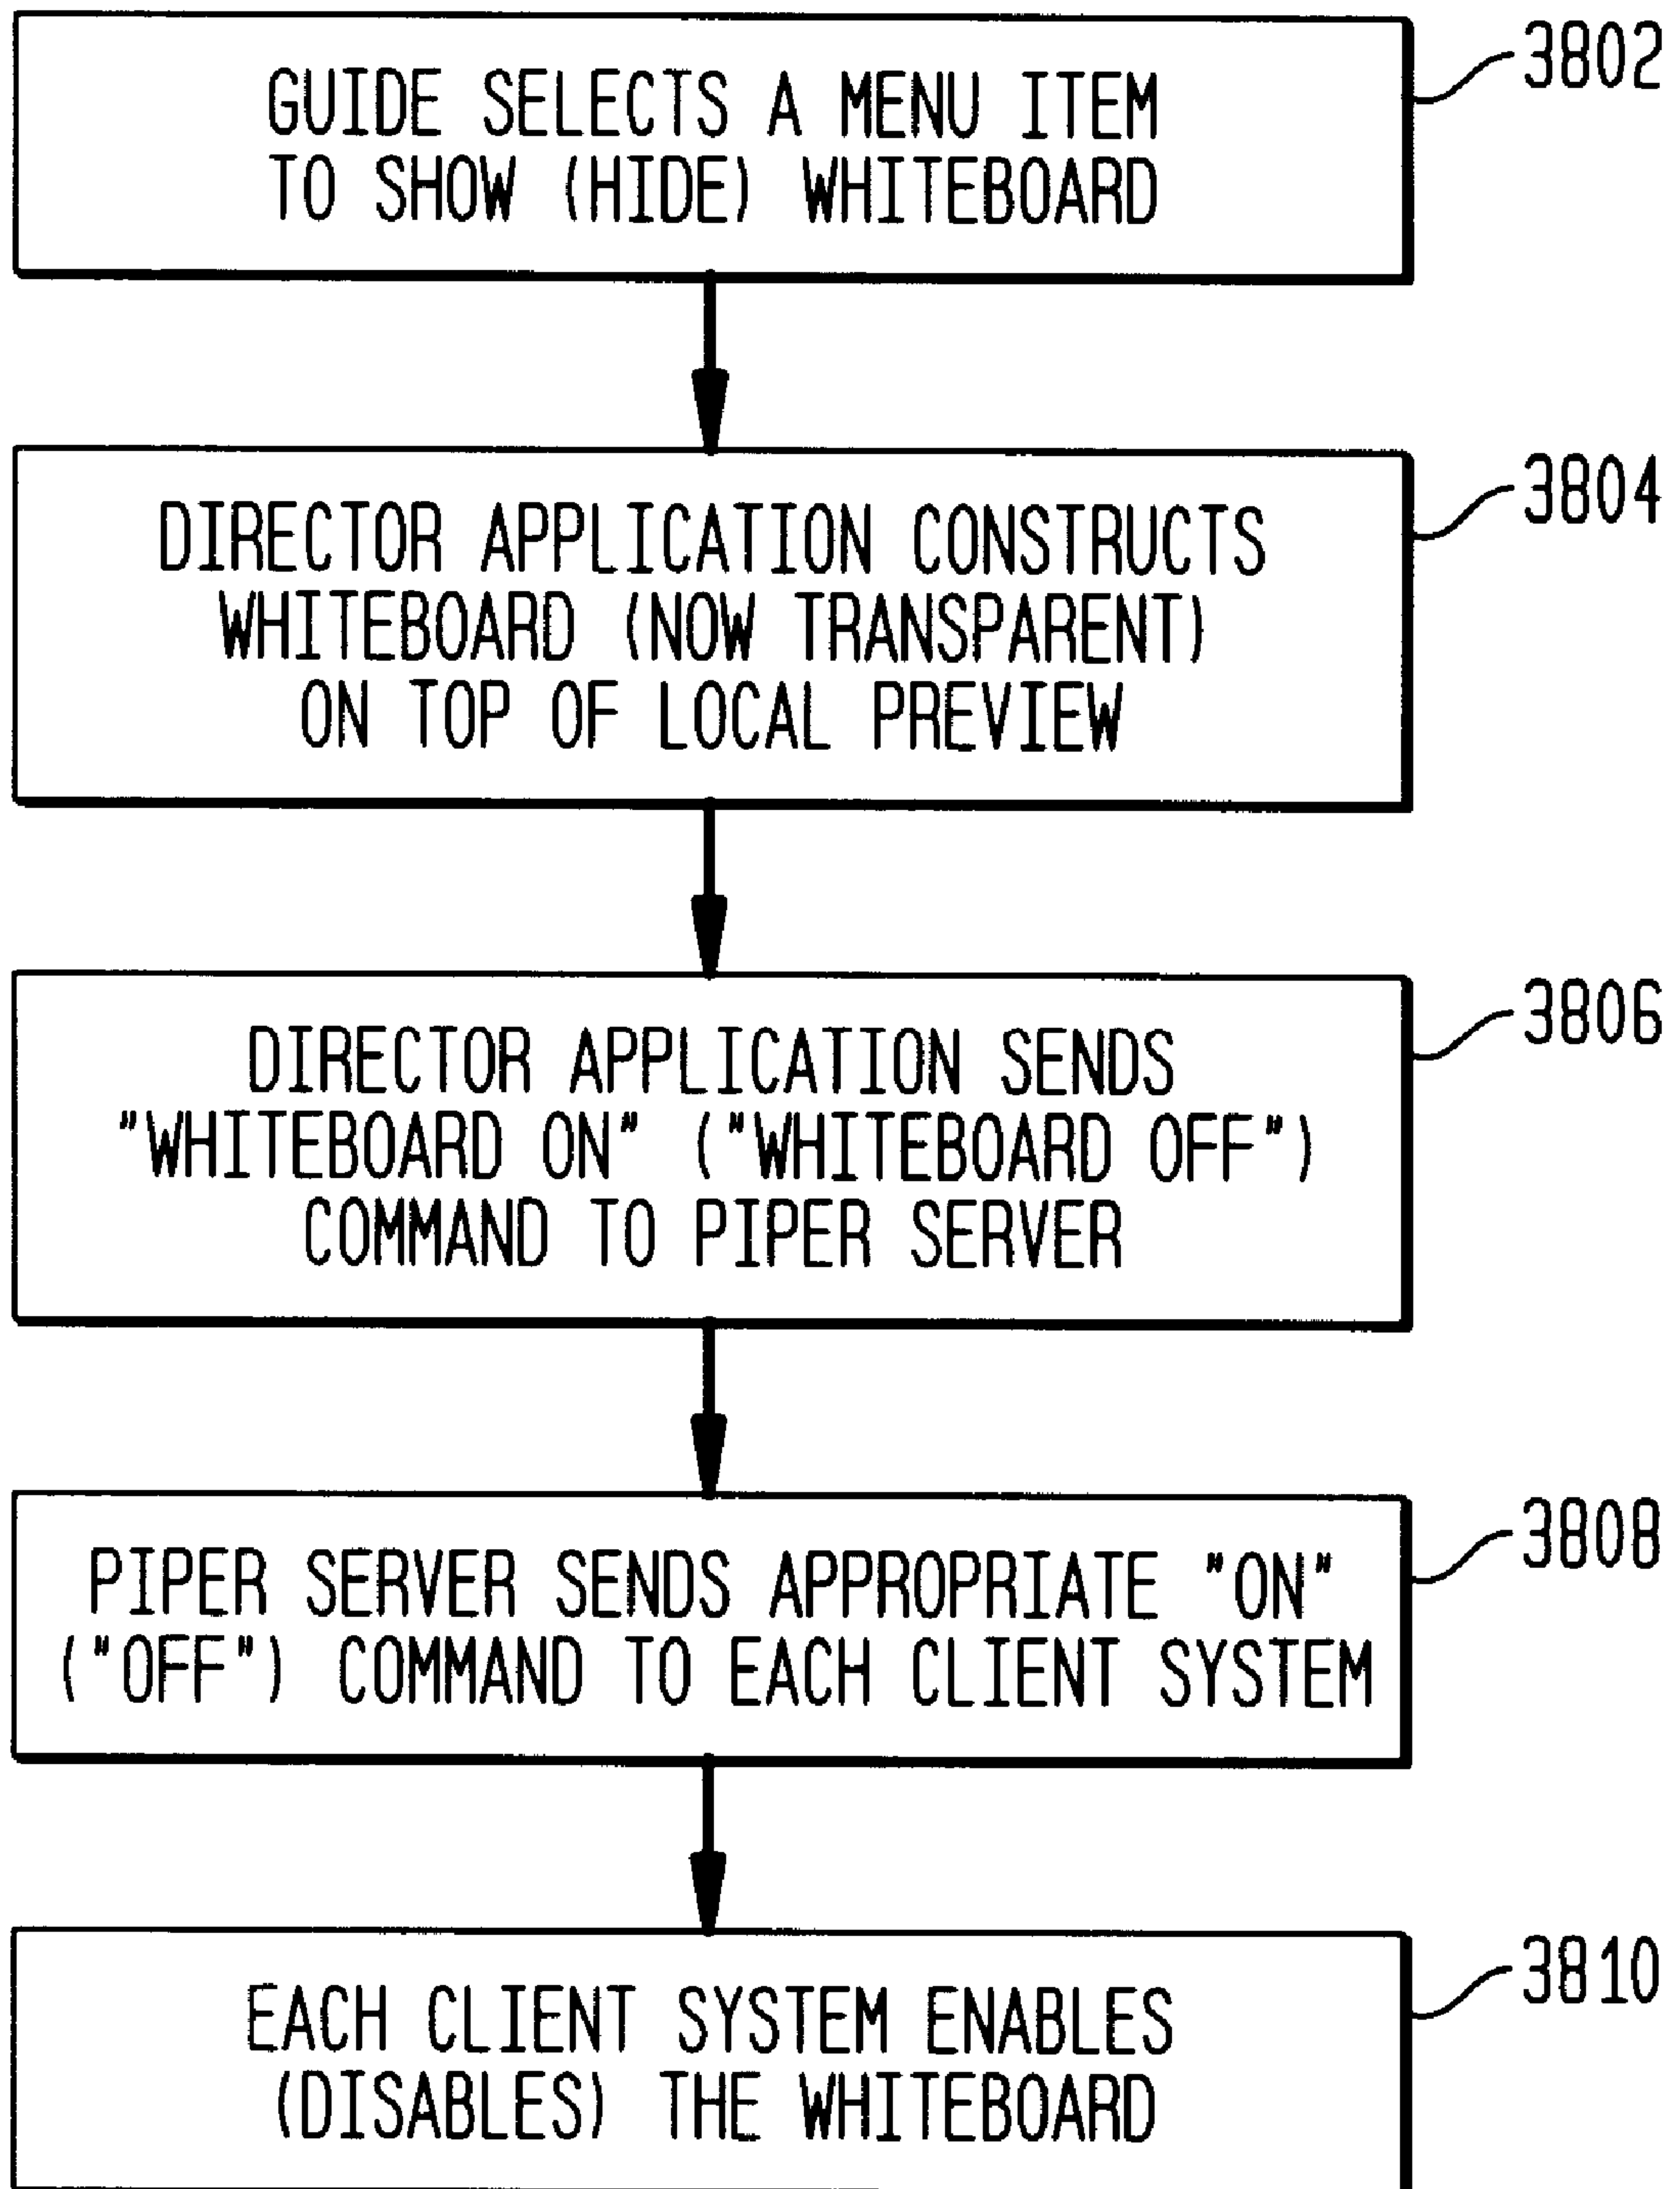 GUIDE SELECTS A MENU ITEM
TO SHOW (HIDE) WHITEBOARD
3802
DIRECTOR APPLICATION CONSTRUCTS
WHITEBOARD (NOW TRANSPARENT)
ON TOP OF LOCAL PREVIEW
3804
DIRECTOR APPLICATION SENDS
"WHITEBOARD ON" ("WHITEBOARD OFF")
COMMAND TO PIPER SERVER
3806
PIPER SERVER SENDS APPROPRIATE "ON"
("OFF") COMMAND TO EACH CLIENT SYSTEM
3808
EACH CLIENT SYSTEM ENABLES
(DISABLES) THE WHITEBOARD
3810